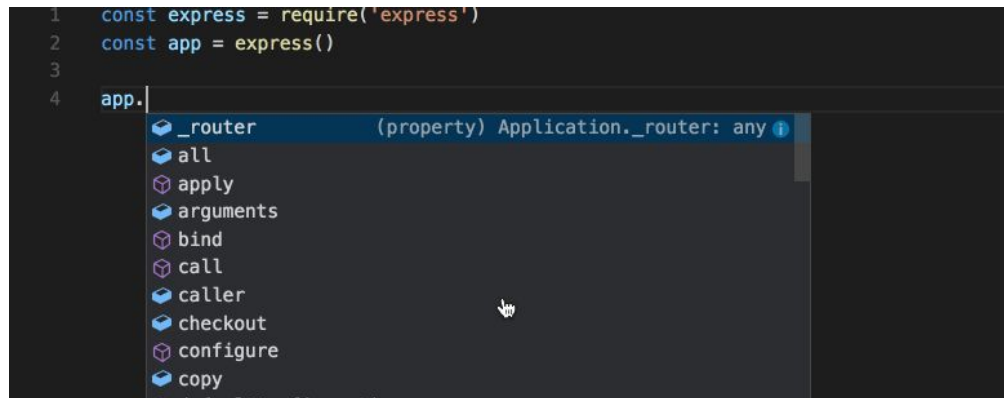 1 const express = require('express')
2 const app = express()
3
4 app.
_router (property) Application._router: any
all
apply
arguments
bind
call
caller
checkout
configure
copy